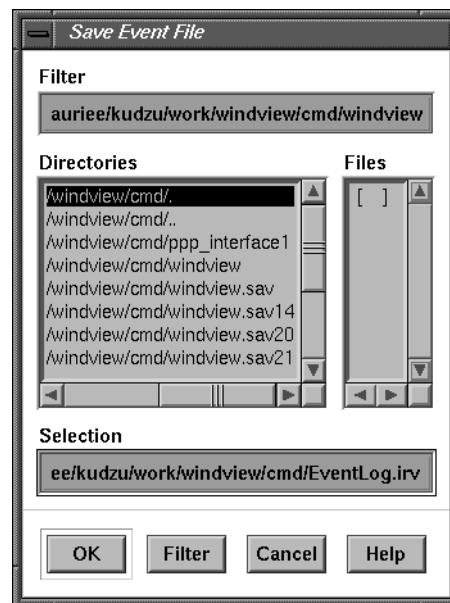 Save Event File
Filter
auriee/kudzu/work/windview/cmd/windview
Directories
Files
/windview/cmd/.
[ ]
/windview/cmd/..
/windview/cmd/ppp_interface1
/windview/cmd/windview
/windview/cmd/windview.sav
/windview/cmd/windview.sav14
/windview/cmd/windview.sav20
/windview/cmd/windview.sav21
Selection
ee/kudzu/work/windview/cmd/EventLog.irv
OK
Filter
Cancel
Help